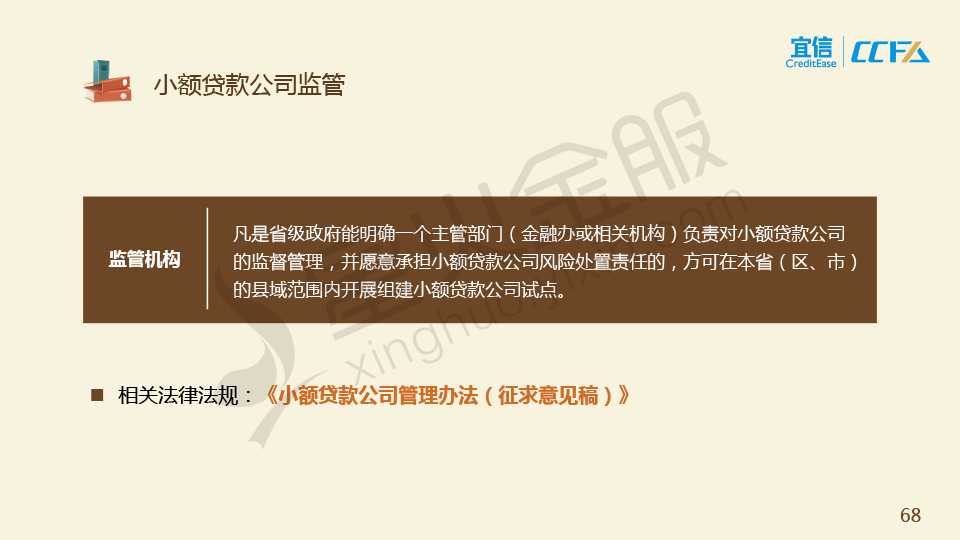 宜信
CreditEase
CCFA
小额贷款公司监管
监管机构
凡是省级政府能明确一个主管部门（金融办或相关机构）负责对小额贷款公司
的监督管理，并愿意承担小额贷款公司风险处置责任的，方可在本省（区、市）
的县域范围内开展组建小额贷款公司试点。
相关法律法规：《小额贷款公司管理办法（征求意见稿）》
星火金服
68